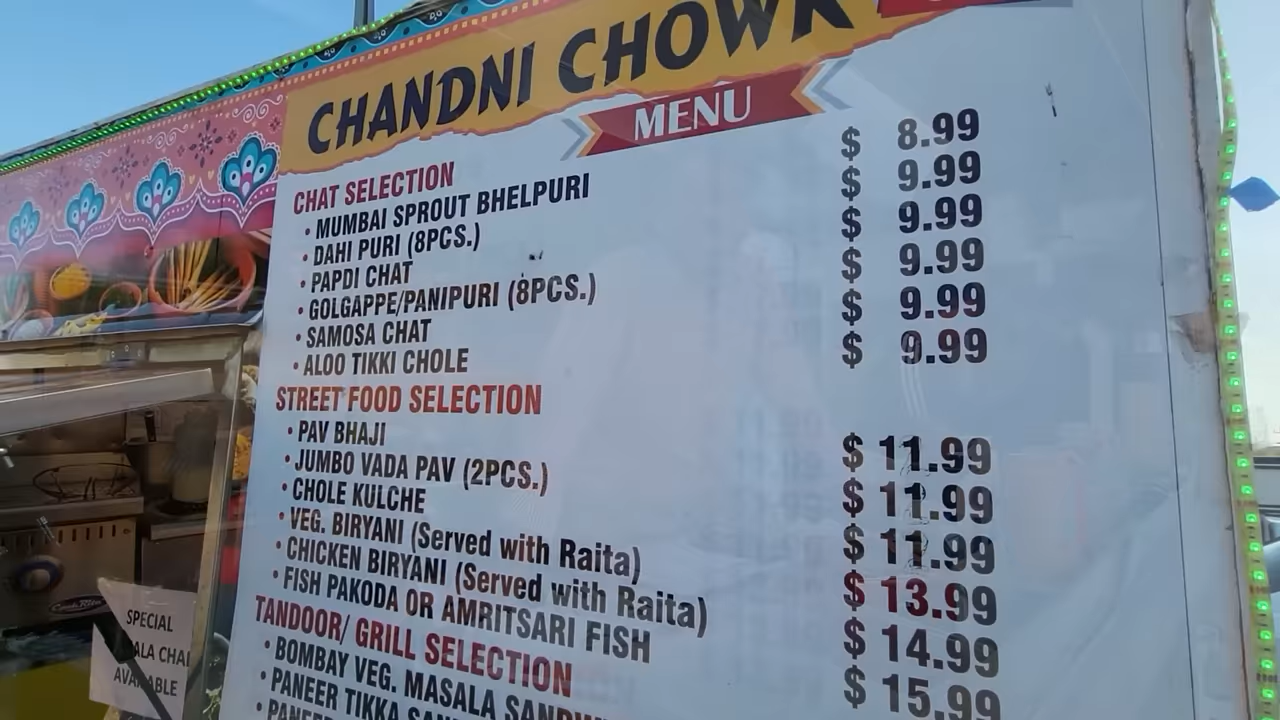 CHANDNI CHOWK
MENU
CHAT SELECTION
• MUMBAI SPROUT BHELPURI $ 8.99
• DAHI PURI (8PCS.) $ 9.99
• PAPDI CHAT $ 9.99
• GOLGAPPE/PANIPURI (8PCS.) $ 9.99
• SAMOSA CHAT $ 9.99
• ALOO TIKKI CHOLE $ 9.99
STREET FOOD SELECTION
• PAV BHAJI $ 11.99
• JUMBO VADA PAV (2PCS.) $ 11.99
• CHOLE KULCHE $ 11.99
• VEG. BIRYANI (Served with Raita) $ 13.99
• CHICKEN BIRYANI (Served with Raita) $ 14.99
• FISH PAKODA OR AMRITSARI FISH $ 15.99
TANDOOR/ GRILL SELECTION
• BOMBAY VEG. MASALA
• PANEER TIKKA
SPECIAL
CHAI